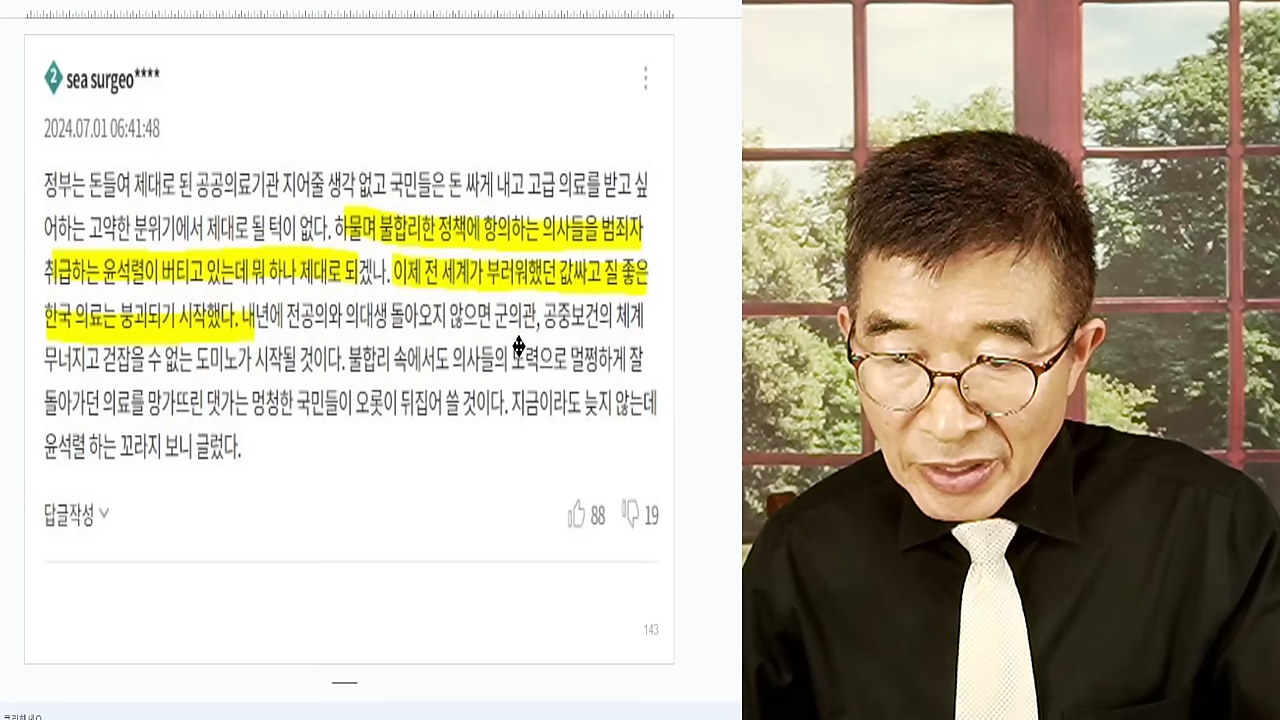 2 sea surgeo****
2024.07.01 06:41:48
정부는 돈들여 제대로 된 공공의료기관 지어줄 생각 없고 국민들은 돈 싸게 내고 고급 의료를 받고 싶
어하는 고약한 분위기에서 제대로 될 턱이 없다. 하물며 불합리한 정책에 항의하는 의사들을 범죄자
취급하는 윤석렬이 버티고 있는데 뭐 하나 제대로 되겠나. 이제 전 세계가 부러워했던 값싸고 질 좋은
한국 의료는 붕괴되기 시작했다. 내년에 전공의와 의대생 돌아오지 않으면 군의관, 공중보건의 체계
무너지고 걷잡을 수 없는 도미노가 시작될 것이다. 불합리 속에서도 의사들의 노력으로 멀쩡하게 잘
돌아가던 의료를 망가뜨린 댓가는 멍청한 국민들이 오롯이 뒤집어 쓸 것이다. 지금이라도 늦지 않는데
윤석렬 하는 꼬라지 보니 글렀다.
답글작성
88 19
143